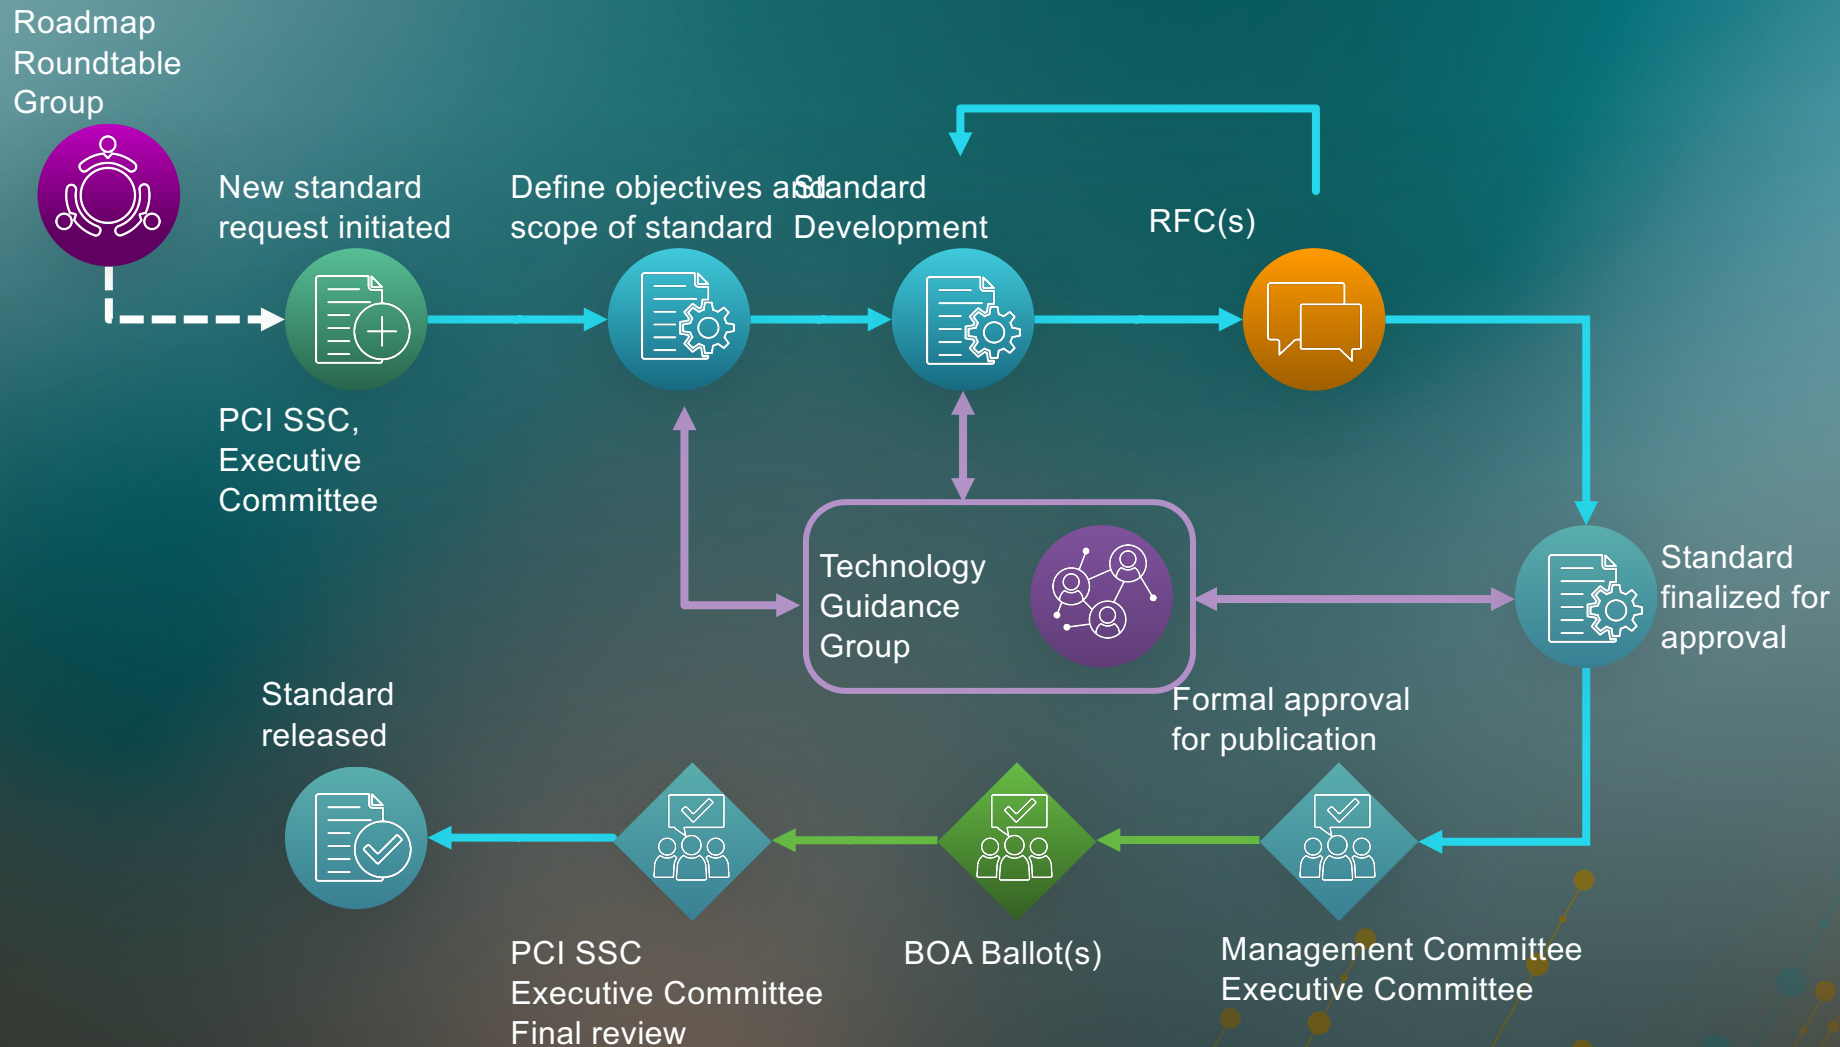 Roadmap
Roundtable
Group
New standard
request initiated
Define objectives and
scope of standard
Standard
Development
RFC(s)
PCI SSC,
Executive
Committee
Technology
Guidance
Group
Standard
finalized for
approval
Standard
released
Formal approval
for publication
PCI SSC
Executive Committee
Final review
BOA Ballot(s)
Management Committee
Executive Committee